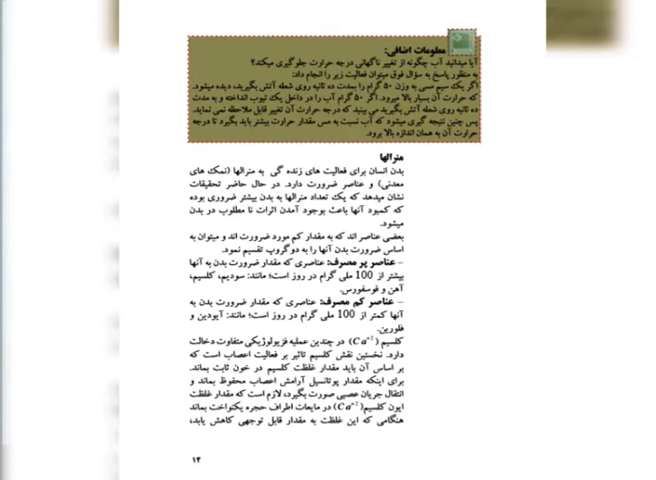 معلومات اضافی:
آیا میدانید آب چگونه از تغییر ناگهانی درجه حرارت جلوگیری میکند؟
به منظور پاسخ به سؤال فوق میتوان فعالیت زیر را انجام داد:
اگر یک سیم مسی به وزن ۵۰ گرام را بمدت ده ثانیه روی شعله آتش بگیرید، دیده میشود.
که حرارت آن بسیار بالا میرود. اگر ۵۰ گرام آب را در داخل یک تیوب انداخته و به مدت
ده ثانیه روی شعله آتش بگیرید می بینید که درجه حرارت آن تغییر قابل ملاحظه نمی نماید.
پس چنین نتیجه گیری میشود که آب نسبت به مس مقدار حرارت بیشتر باید بگیرد تا درجه
حرارت آن به همان اندازه بالا برود.
منرالها
بدن انسان برای فعالیت های زنده گی به منرالها (نمک های
معدنی) و عناصر ضرورت دارد. در حال حاضر تحقیقات
نشان میدهد که یک تعداد منرالها به بدن بیشتر ضروری بوده
که کمبود آنها باعث بوجود آمدن اثرات نا مطلوب در بدن
میشود.
بعضی عناصر اند که به مقدار کم مورد ضرورت اند و میتوان به
اساس ضرورت بدن آنها را به دو گروپ تقسیم نمود.
– عناصر پر مصرف: عناصری که مقدار ضرورت بدن به آنها
بیشتر از 100 ملی گرام در روز است؛ مانند: سودیم، کلسیم،
آهن و فوسفورس.
– عناصر کم مصرف: عناصری که مقدار ضرورت بدن به
آنها کمتر از 100 ملی گرام در روز است؛ مانند: آیودین و
فلورین.
کلسیم (Ca⁺²) در چندین عملیه فزیولوژیکی متفاوت دخالت
دارد. نخستین نقش کلسیم تاثیر بر فعالیت اعصاب است که
بر اساس آن باید مقدار غلظت کلسیم در خون ثابت بماند.
برای اینکه مقدار پوتانسیل آرامش اعصاب محفوظ بماند و
انتقال جریان عصبی صورت بگیرد، لازم است که مقدار غلظت
ایون کلسیم (Ca⁺²) در مایعات اطراف حجره یکنواخت بماند
هنگامی که این غلظت به مقدار قابل توجهی کاهش یابد،
۱۳